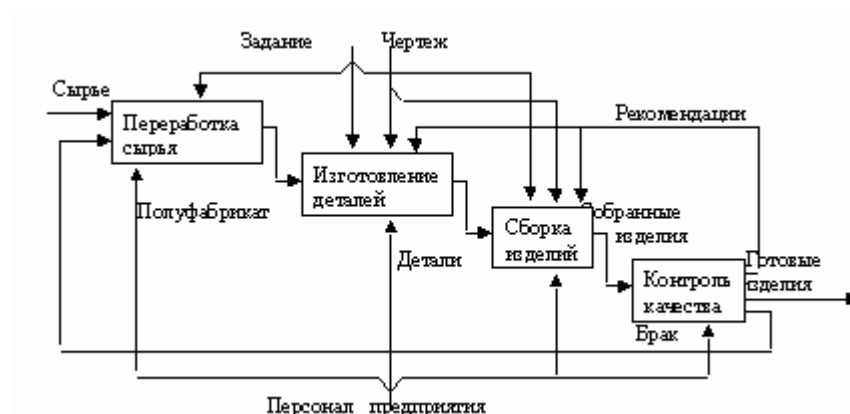 Задание
Чертеж
Сырье
Рекомендации
Переработка
сырья
Изготовление
деталей
Полуфабрикат
Сборка
изделий
Собранные
изделия
Детали
Готовые
изделия
Контроль
качества
Брак
Персонал предприятия